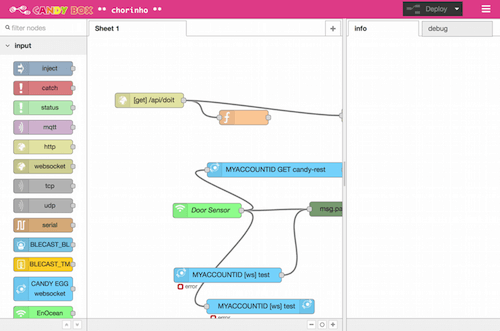 CANDY BOX ** chorinho **
Deploy
filter nodes
Sheet 1
info
debug
input
inject
catch
status
mqtt
http
websocket
tcp
udp
serial
BLECAST_BL
BLECAST_TM
CANDY EGG
websocket
EnOcean
[get] /api/doit
f
MYACCOUNTID GET candy-rest
Door Sensor
msg.pa
MYACCOUNTID [ws] test
error
MYACCOUNTID [ws] test
error